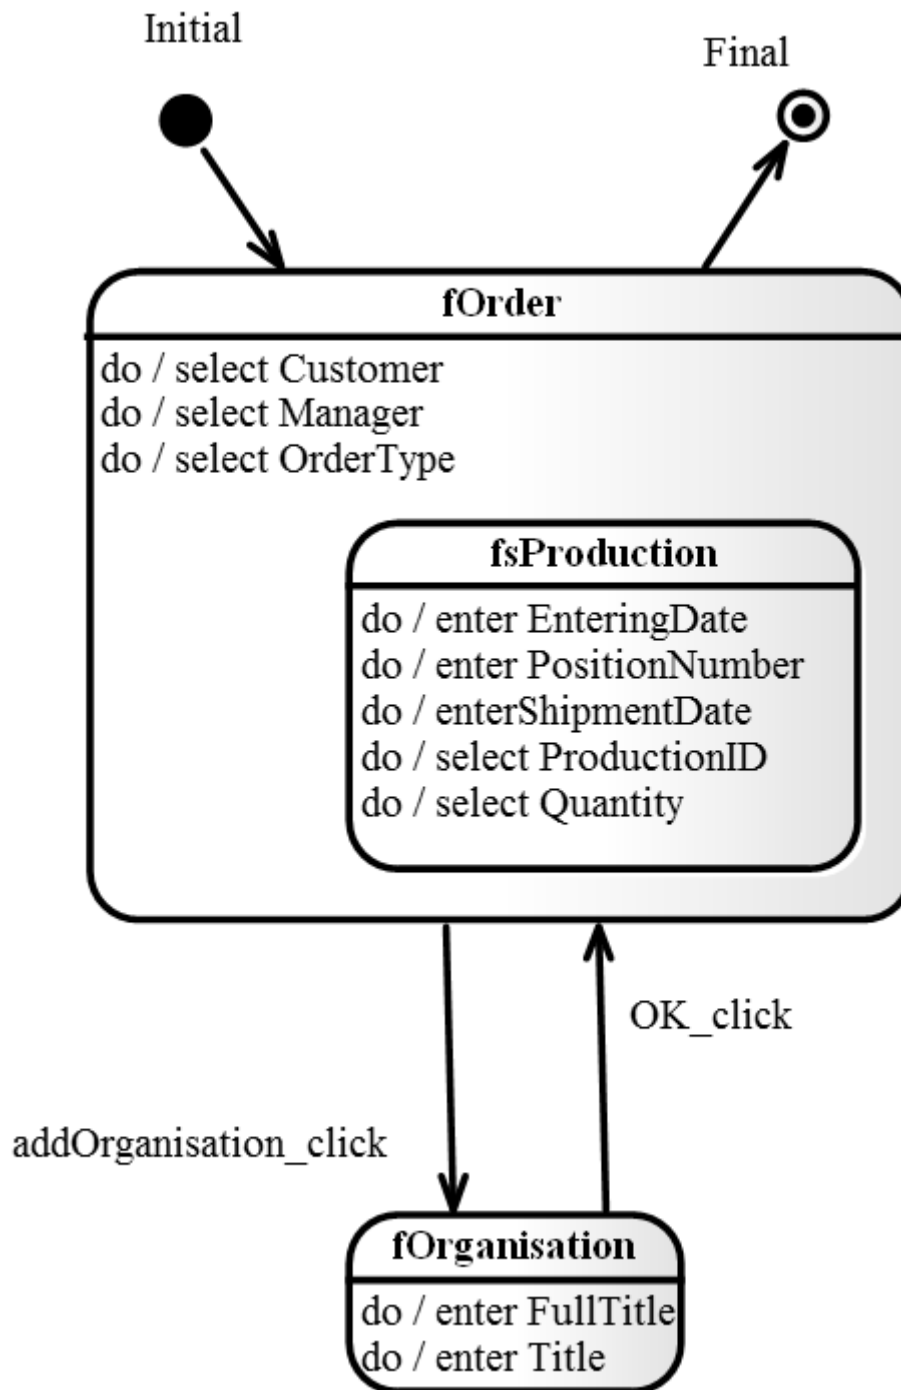 Initial
Final
fOrder
do / select Customer
do / select Manager
do / select OrderType
fsProduction
do / enter EnteringDate
do / enter PositionNumber
do / enterShipmentDate
do / select ProductionID
do / select Quantity
OK_click
addOrganisation_click
fOrganisation
do / enter FullTitle
do / enter Title